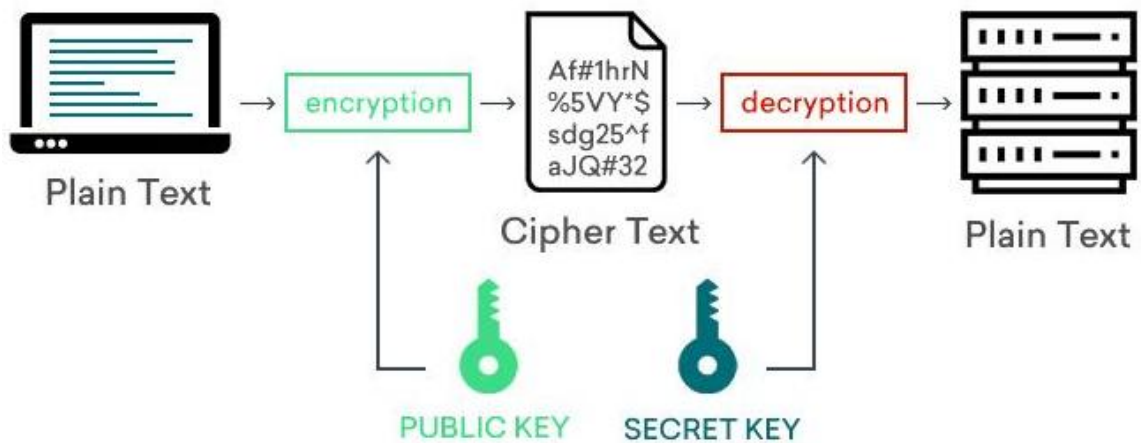 encryption
Af#1hrN
%5VY*$
sdg25^f
aJQ#32
decryption
Plain Text
Cipher Text
Plain Text
PUBLIC KEY
SECRET KEY